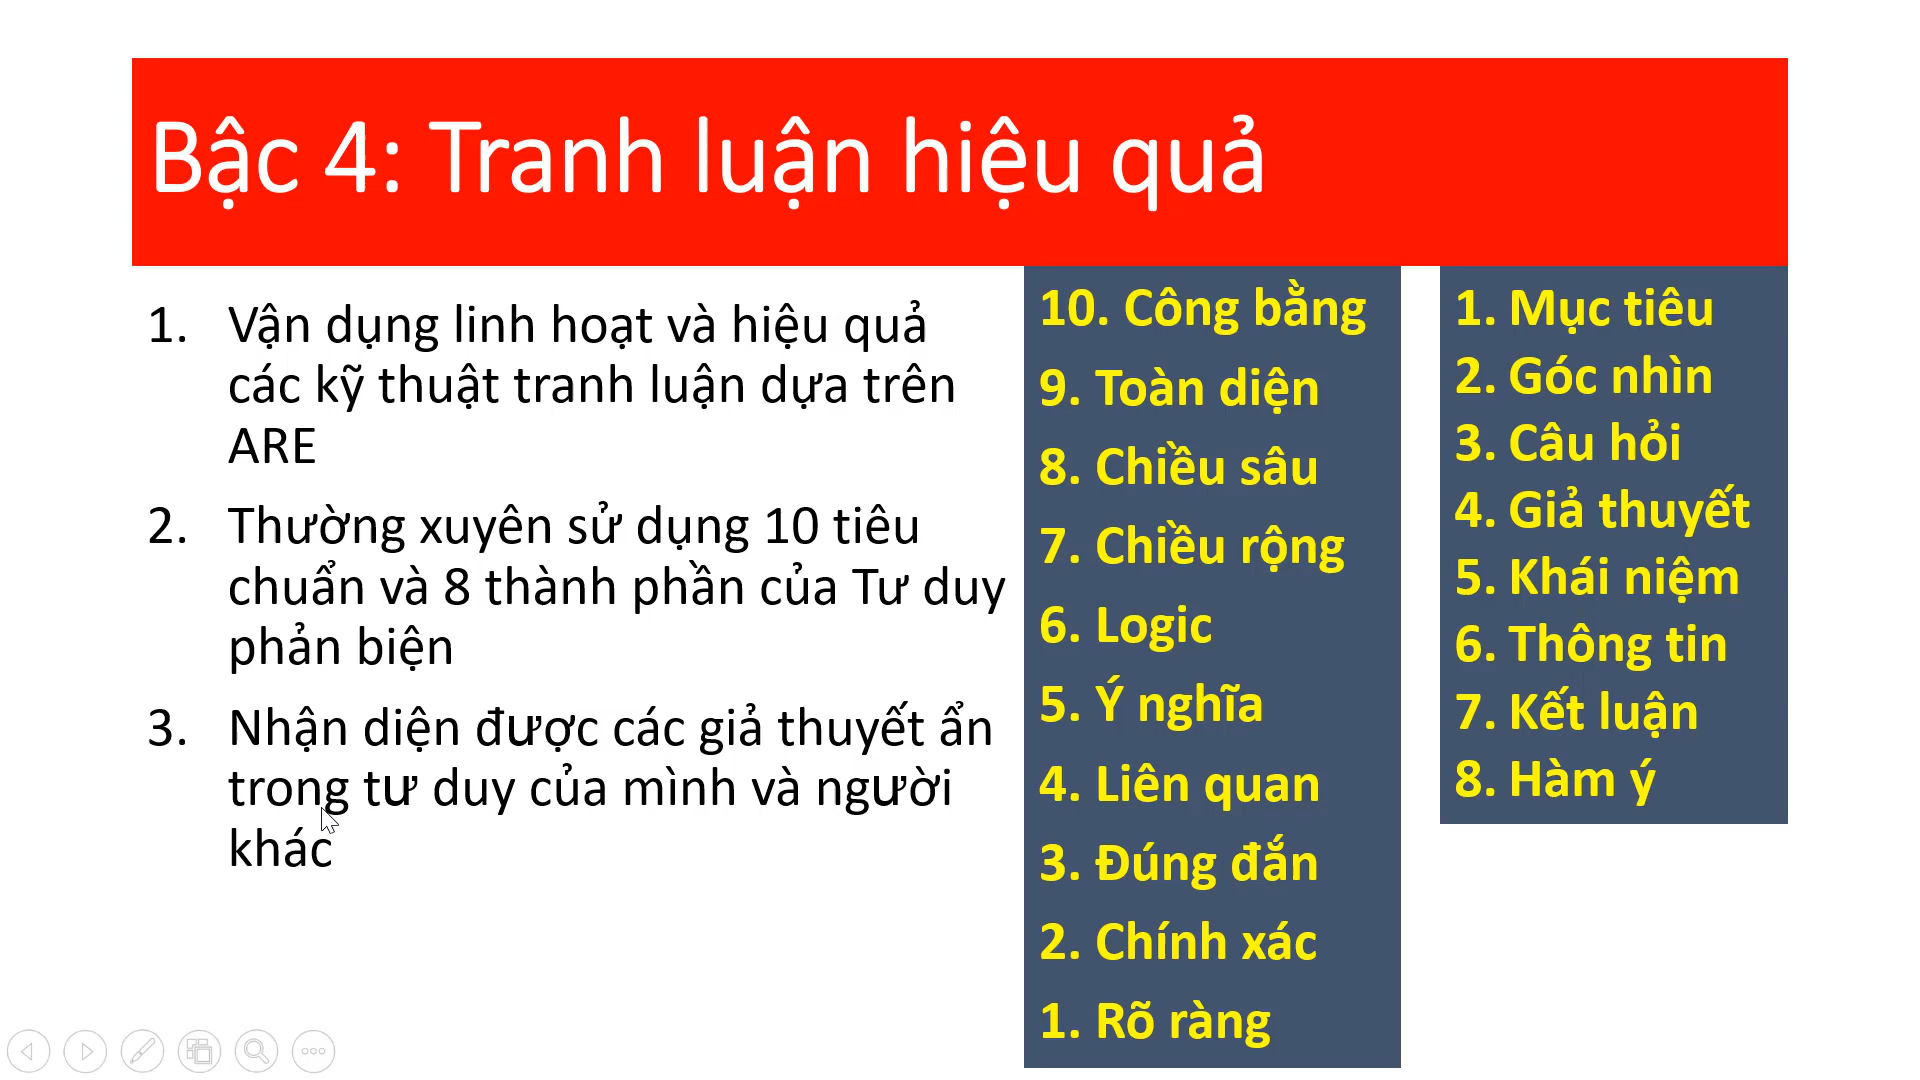 Bậc 4: Tranh luận hiệu quả
1. Vận dụng linh hoạt và hiệu quả
các kỹ thuật tranh luận dựa trên
ARE
2. Thường xuyên sử dụng 10 tiêu
chuẩn và 8 thành phần của Tư duy
phản biện
3. Nhận diện được các giả thuyết ẩn
trong tư duy của mình và người
khác
10. Công bằng
9. Toàn diện
8. Chiều sâu
7. Chiều rộng
6. Logic
5. Ý nghĩa
4. Liên quan
3. Đúng đắn
2. Chính xác
1. Rõ ràng
1. Mục tiêu
2. Góc nhìn
3. Câu hỏi
4. Giả thuyết
5. Khái niệm
6. Thông tin
7. Kết luận
8. Hàm ý